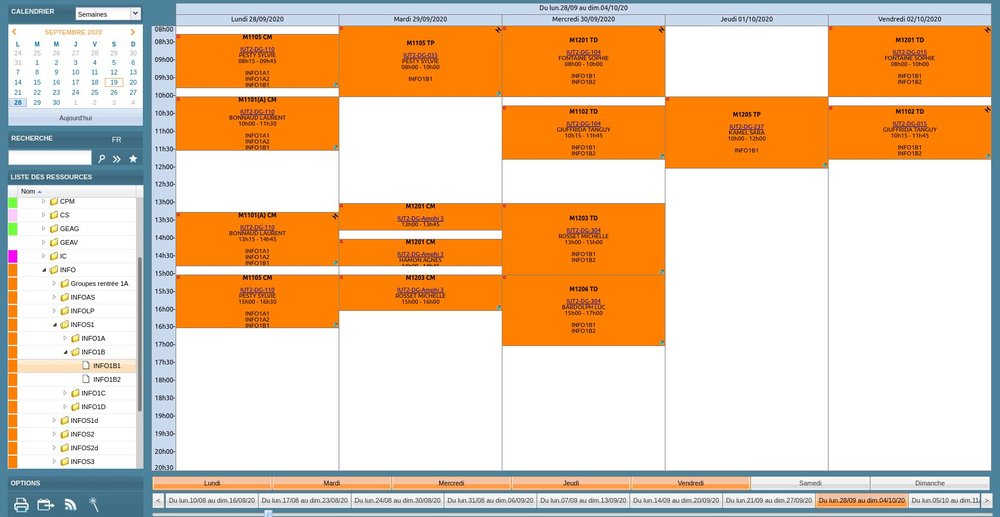 CALENDRIER
Semaines
SEPTEMBRE 2020
L M M J V S D
24 25 26 27 28 29 30
31 1 2 3 4 5 6
7 8 9 10 11 12 13
14 15 16 17 18 19 20
21 22 23 24 25 26 27
28 29 30 1 2 3 4
Aujourd'hui
RECHERCHE FR
LISTE DES RESSOURCES
Nom
CPM
CS
GEAG
GEAV
IC
INFO
Groupes rentrée 1A
INFOAS
INFOLP
INFOS1
INFO1A
INFO1B
INFO1B1
INFO1B2
INFO1C
INFO1D
INFOS1d
INFOS2
INFOS2d
INFOS3
OPTIONS
Du lun.28/09 au dim.04/10/20
Lundi 28/09/2020 Mardi 29/09/2020 Mercredi 30/09/2020 Jeudi 01/10/2020 Vendredi 02/10/2020
08h00
08h30
09h00
09h30
10h00
10h30
11h00
11h30
12h00
12h30
13h00
13h30
14h00
14h30
15h00
15h30
16h00
16h30
17h00
17h30
18h00
18h30
19h00
19h30
20h00
20h30
M1105 CM
IUT2-DG-110
PESTY SYLVIE
08h15 - 09h45
INFO1A1
INFO1A2
INFO1B1
M1101(A) CM
IUT2-DG-110
BONNAUD LAURENT
10h00 - 11h30
INFO1A1
INFO1A2
INFO1B1
M1101(A) CM
IUT2-DG-110
BONNAUD LAURENT
13h15 - 14h45
INFO1A1
INFO1A2
INFO1B1
M1105 CM
IUT2-DG-110
PESTY SYLVIE
15h00 - 16h30
INFO1A1
INFO1A2
INFO1B1
M1105 TP
IUT2-DG-035
PESTY SYLVIE
08h00 - 10h00
INFO1B1
M1201 CM
IUT2-DG-Amphi 3
13h00 - 13h45
M1201 CM
IUT2-DG-Amphi 3
HAMON AGNES
14h00 - 14h45
M1203 CM
IUT2-DG-Amphi 3
ROSSET MICHELLE
15h00 - 16h00
M1201 TD
IUT2-DG-104
FONTAINE SOPHIE
08h00 - 10h00
INFO1B1
INFO1B2
M1102 TD
IUT2-DG-104
GIUFFRIDA TANGUY
10h15 - 11h45
INFO1B1
INFO1B2
M1203 TD
IUT2-DG-304
ROSSET MICHELLE
13h00 - 15h00
INFO1B1
INFO1B2
M1206 TD
IUT2-DG-304
BARDOLPH LUC
15h00 - 17h00
INFO1B1
INFO1B2
M1205 TP
IUT2-DG-237
KAMEL SARA
10h00 - 12h00
INFO1B1
M1201 TD
IUT2-DG-015
FONTAINE SOPHIE
08h00 - 10h00
INFO1B1
INFO1B2
M1102 TD
IUT2-DG-015
GIUFFRIDA TANGUY
10h15 - 11h45
INFO1B1
INFO1B2
Lundi Mardi Mercredi Jeudi Vendredi Samedi Dimanche
< Du lun.10/08 au dim.16/08/20 Du lun.17/08 au dim.23/08/20 Du lun.24/08 au dim.30/08/20 Du lun.31/08 au dim.06/09/20 Du lun.07/09 au dim.13/09/20 Du lun.14/09 au dim.20/09/20 Du lun.21/09 au dim.27/09/20 Du lun.28/09 au dim.04/10/20 Du lun.05/10 au dim.11 >